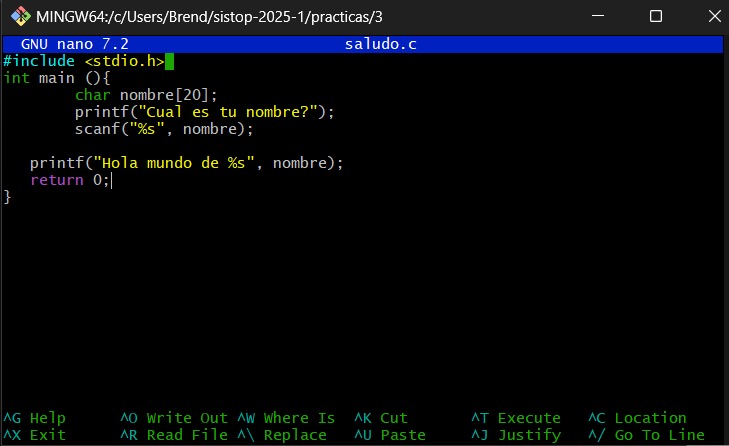 MINGW64:/c/Users/Brend/sistop-2025-1/practicas/3
GNU nano 7.2 saludo.c
#include <stdio.h>
int main (){
        char nombre[20];
        printf("Cual es tu nombre?");
        scanf("%s", nombre);

   printf("Hola mundo de %s", nombre);
   return 0;
}
^G Help ^O Write Out ^W Where Is ^K Cut ^T Execute ^C Location
^X Exit ^R Read File ^\ Replace ^U Paste ^J Justify ^/ Go To Line